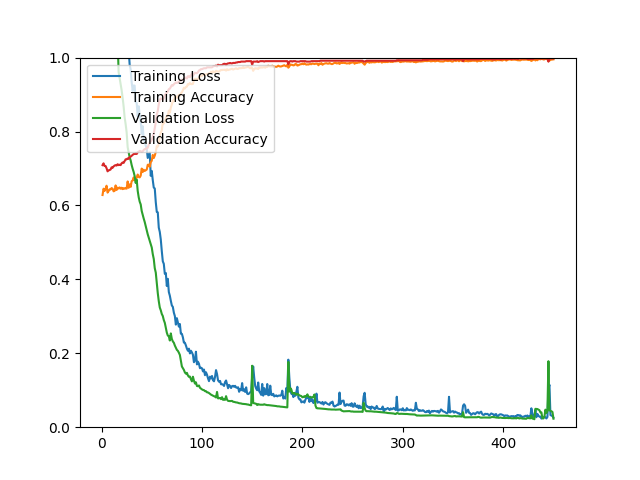 1.0
0.8
0.6
0.4
0.2
0.0
Training Loss
Training Accuracy
Validation Loss
Validation Accuracy
0 100 200 300 400